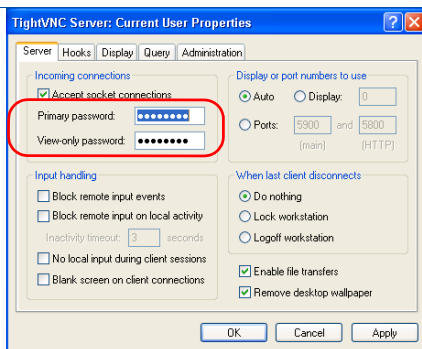 TightVNC Server: Current User Properties
Server Hooks Display Query Administration
Incoming connections
Accept socket connections
Primary password: ●●●●●●●●
View-only password: ●●●●●●●●
Display or port numbers to use
Auto Display: 0
Ports: 5900 and 5800
(main) (HTTP)
Input handling
Block remote input events
Block remote input on local activity
Inactivity timeout: 3 seconds
No local input during client sessions
Blank screen on client connections
When last client disconnects
Do nothing
Lock workstation
Logoff workstation
Enable file transfers
Remove desktop wallpaper
OK Cancel Apply